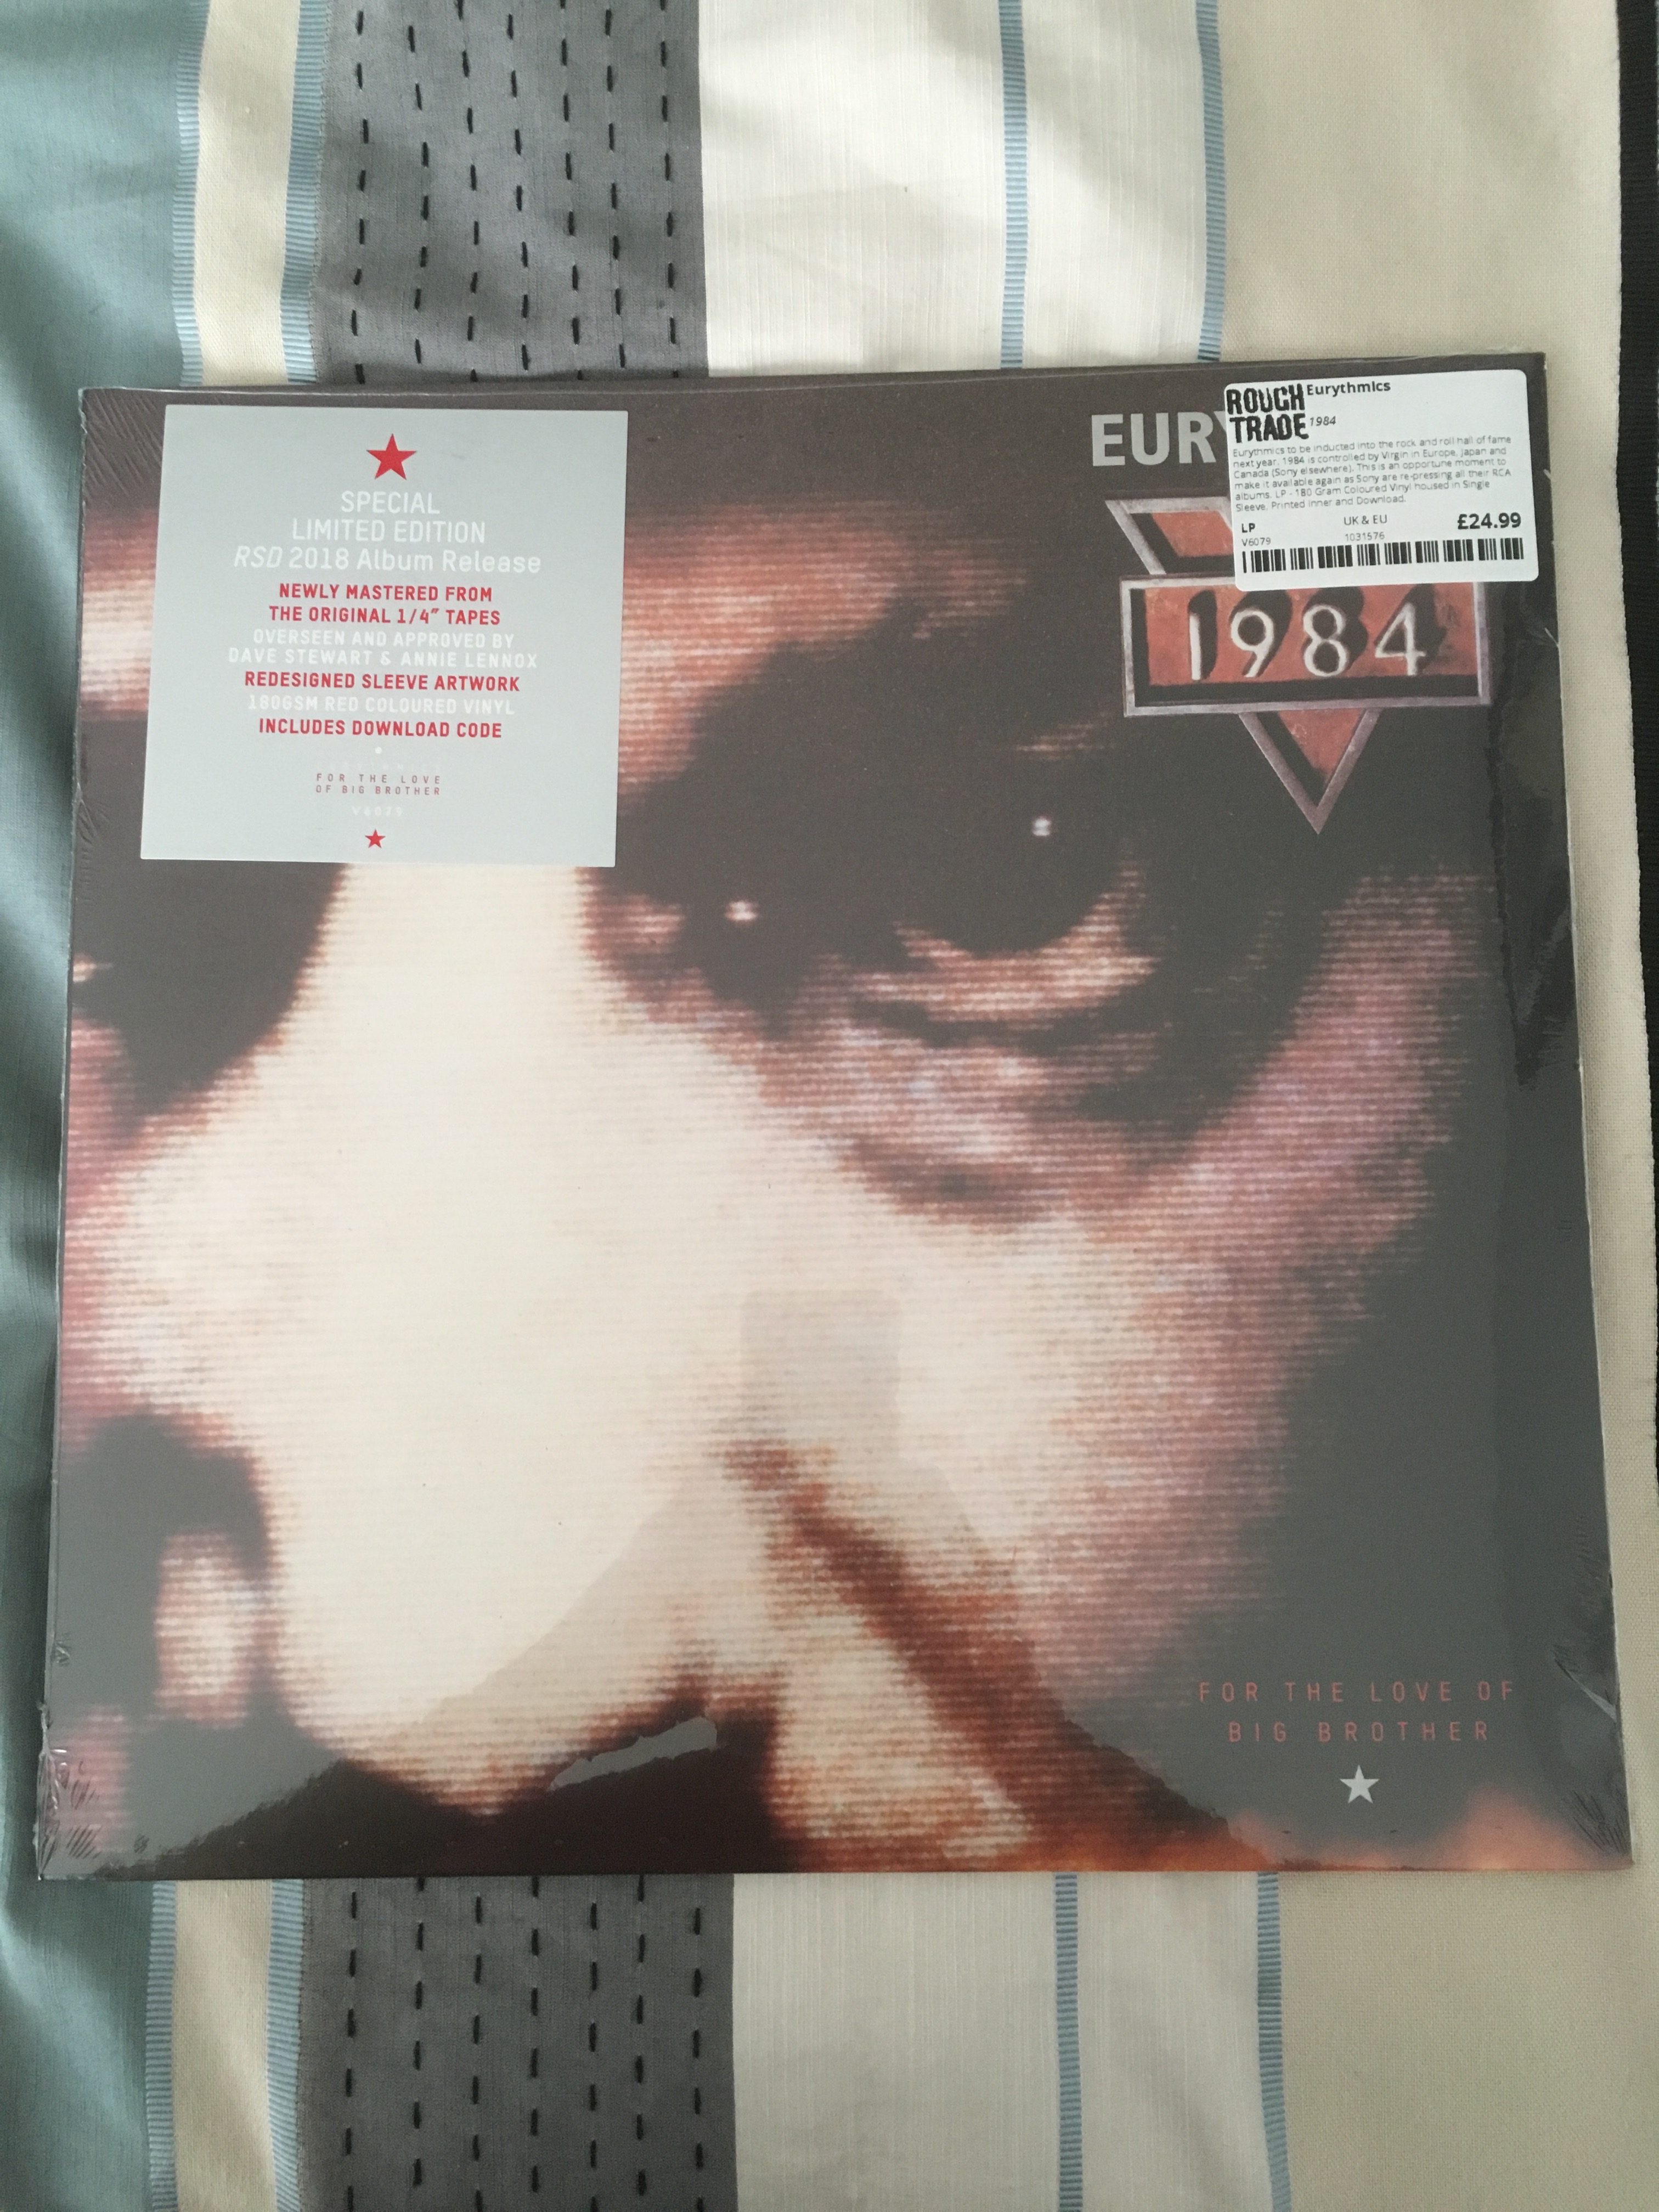 SPECIAL
LIMITED EDITION
RSD 2018 Album Release
NEWLY MASTERED FROM
THE ORIGINAL 1/4" TAPES
OVERSEEN AND APPROVED BY
DAVE STEWART & ANNIE LENNOX
REDESIGNED SLEEVE ARTWORK
180GSM RED COLOURED VINYL
INCLUDES DOWNLOAD CODE
FOR THE LOVE
OF BIG BROTHER
V6079
EURY
ROUGH
TRADE
Eurythmics
1984
Eurythmics to be inducted into the rock and roll hall of fame
next year. 1984 is controlled by Virgin in Europe, Japan and
Canada (Sony elsewhere). This is an opportune moment to
make it available again as Sony are re-pressing all their RCA
albums. LP - 180 Gram Coloured Vinyl housed in Single
Sleeve, Printed Inner and Download.
LP UK & EU £24.99
V6079 1031576
1984
FOR THE LOVE OF
BIG BROTHER